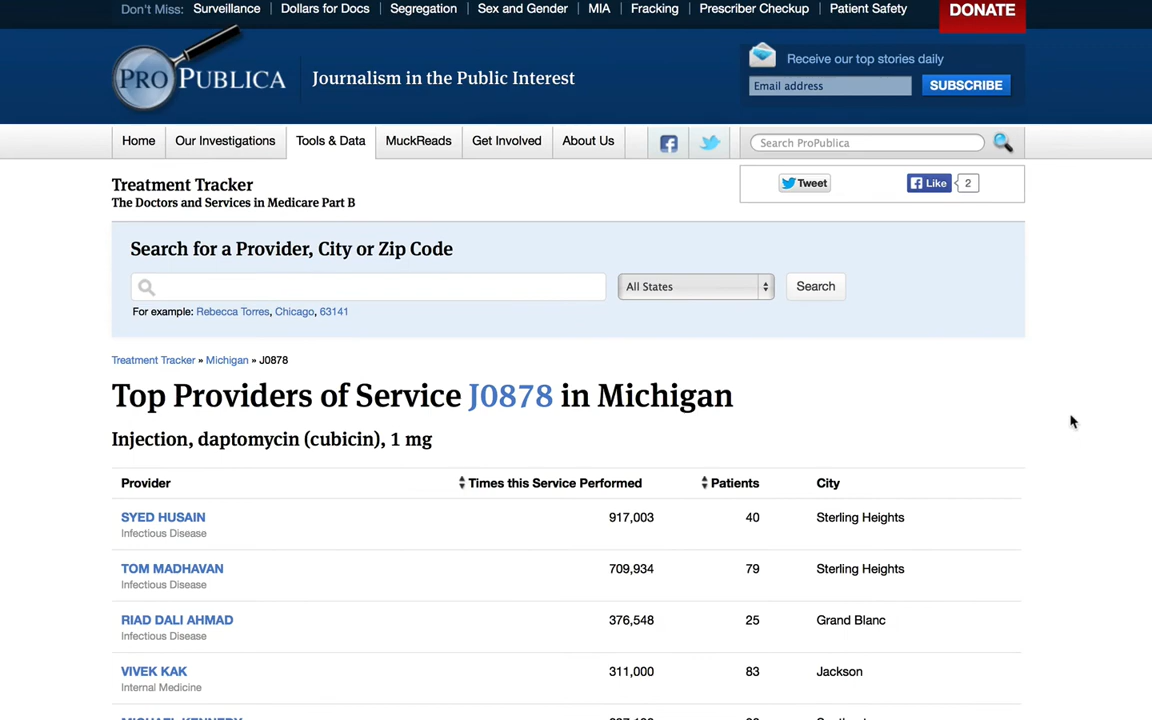 Don't Miss: Surveillance | Dollars for Docs | Segregation | Sex and Gender | MIA | Fracking | Prescriber Checkup | Patient Safety
DONATE
PROPUBLICA
Journalism in the Public Interest
Receive our top stories daily
Email address
SUBSCRIBE
Home Our Investigations Tools & Data MuckReads Get Involved About Us
Search ProPublica
Treatment Tracker
The Doctors and Services in Medicare Part B
Tweet
Like 2
Search for a Provider, City or Zip Code
All States
Search
For example: Rebecca Torres, Chicago, 63141
Treatment Tracker » Michigan » J0878
Top Providers of Service J0878 in Michigan
Injection, daptomycin (cubicin), 1 mg
Provider Times this Service Performed Patients City
SYED HUSAIN 917,003 40 Sterling Heights
Infectious Disease
TOM MADHAVAN 709,934 79 Sterling Heights
Infectious Disease
RIAD DALI AHMAD 376,548 25 Grand Blanc
Infectious Disease
VIVEK KAK 311,000 83 Jackson
Internal Medicine